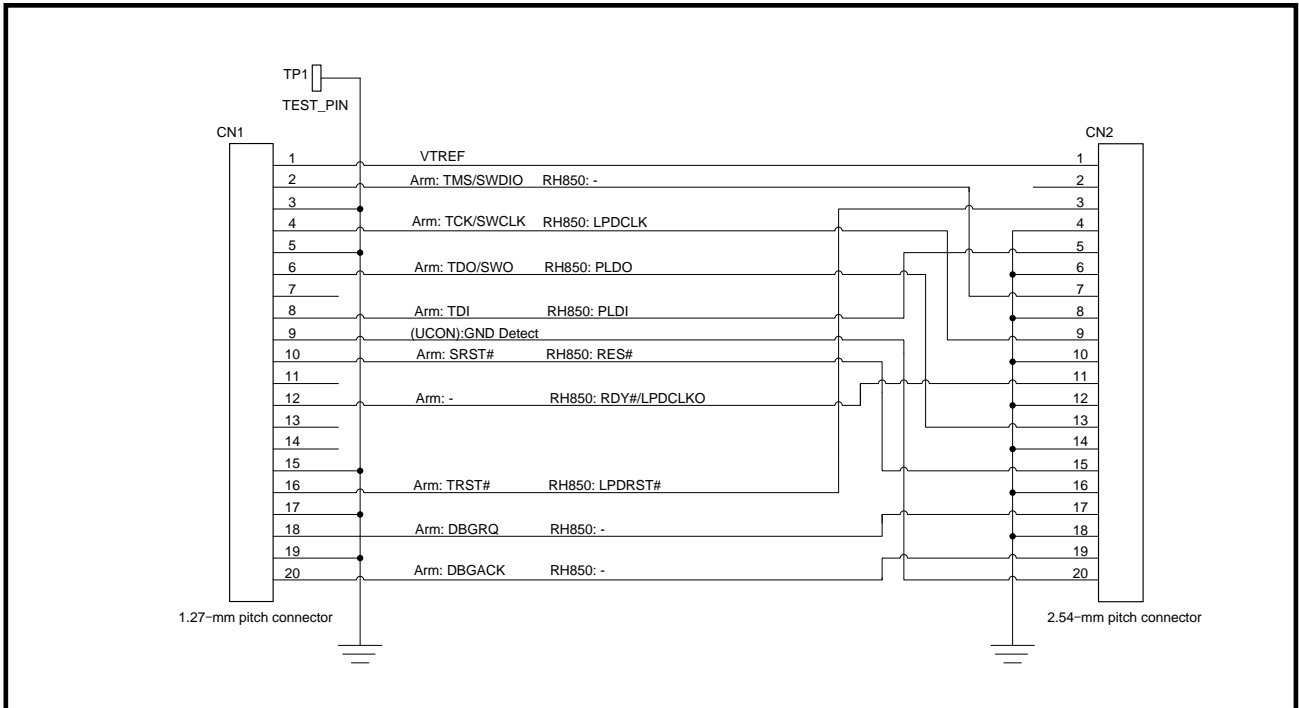 TP1
TEST_PIN
CN1 CN2
1 VTREF 1
2 Arm: TMS/SWDIO RH850: - 2
3 3
4 Arm: TCK/SWCLK RH850: LPDCLK 4
5 5
6 Arm: TDO/SWO RH850: PLDO 6
7 7
8 Arm: TDI RH850: PLDI 8
9 (UCON):GND Detect 9
10 Arm: SRST# RH850: RES# 10
11 11
12 Arm: - RH850: RDY#/LPDCLKO 12
13 13
14 14
15 15
16 Arm: TRST# RH850: LPDRST# 16
17 17
18 Arm: DBGRQ RH850: - 18
19 19
20 Arm: DBGACK RH850: - 20
1.27−mm pitch connector 2.54−mm pitch connector